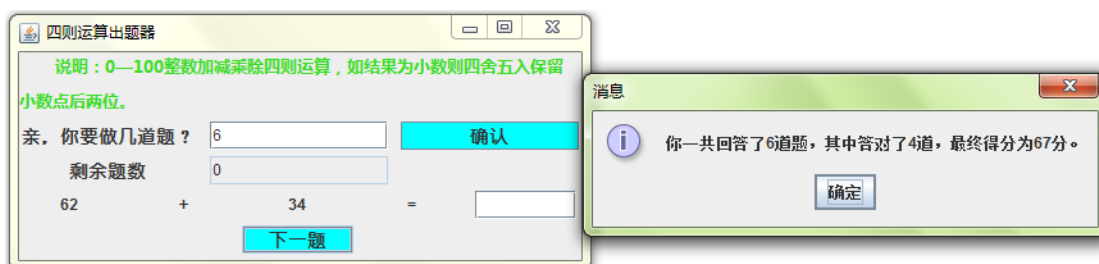 四则运算出题器
说明：0—100整数加减乘除四则运算，如结果为小数则四舍五入保留
小数点后两位。
亲，你要做几道题？ 6 确认
剩余题数 0
62 + 34 =
下一题
消息
你一共回答了6道题，其中答对了4道，最终得分为67分。
确定